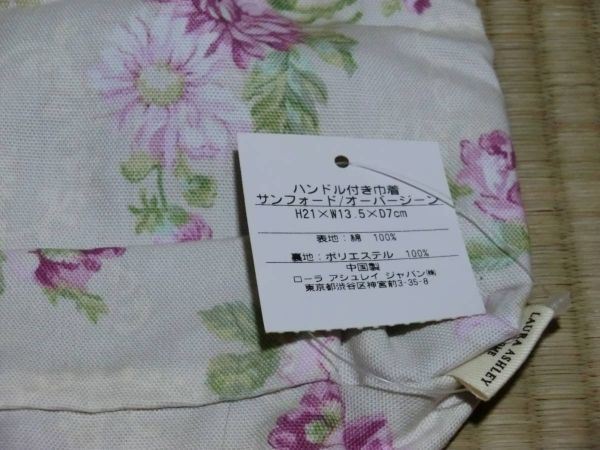 ハンドル付き巾着
サンフォード/オーバージーン
H21×W13.5×D7cm
表地：綿 100%
裏地：ポリエステル 100%
中国製
ローラ アシュレイ ジャパン㈱
東京都渋谷区神宮前3-35-8
LAURA ASHLEY